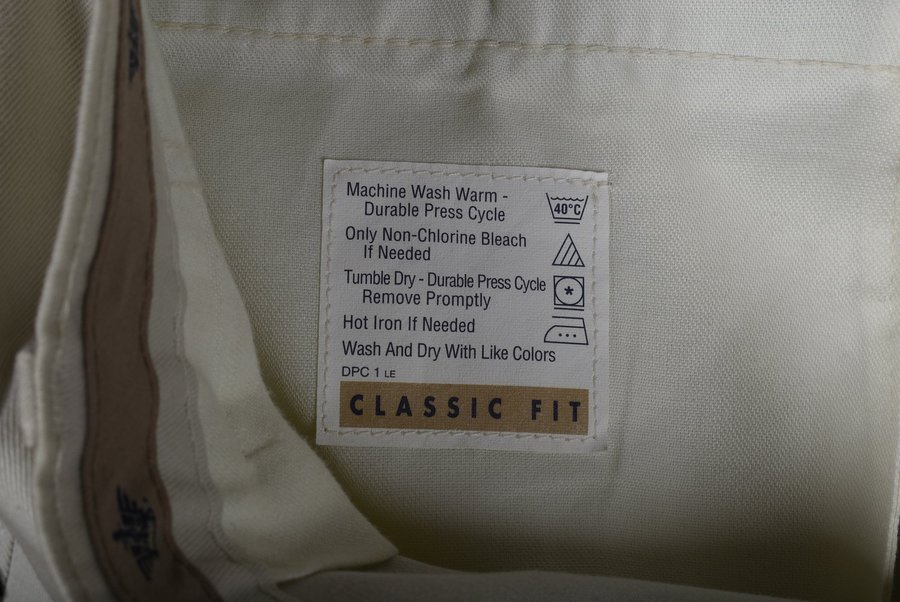 Machine Wash Warm -
Durable Press Cycle
40°C
Only Non-Chlorine Bleach
If Needed
Tumble Dry - Durable Press Cycle
Remove Promptly
Hot Iron If Needed
Wash And Dry With Like Colors
DPC 1 LE
CLASSIC FIT